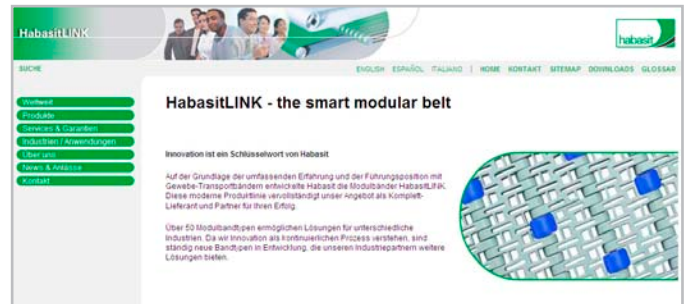 HabasitLINK
habasit
SUCHE
ENGLISH ESPAÑOL ITALIANO | HOME KONTAKT SITEMAP DOWNLOADS GLOSSAR
Weltweit
Produkte
Services & Garantien
Industrien / Anwendungen
Über uns
News & Anlässe
Kontakt
HabasitLINK - the smart modular belt
Innovation ist ein Schlüsselwort von Habasit
Auf der Grundlage der umfassenden Erfahrung und der Führungsposition mit
Gewebe-Transportbändern entwickelte Habasit die Modulbänder HabasitLINK.
Diese moderne Produktlinie vervollständigt unser Angebot als Komplett-
Lieferant und Partner für Ihren Erfolg.
Über 50 Modulbandtypen ermöglichen Lösungen für unterschiedliche
Industrien. Da wir Innovation als kontinuierlichen Prozess verstehen, sind
ständig neue Bandtypen in Entwicklung, die unseren Industriepartnern weitere
Lösungen bieten.